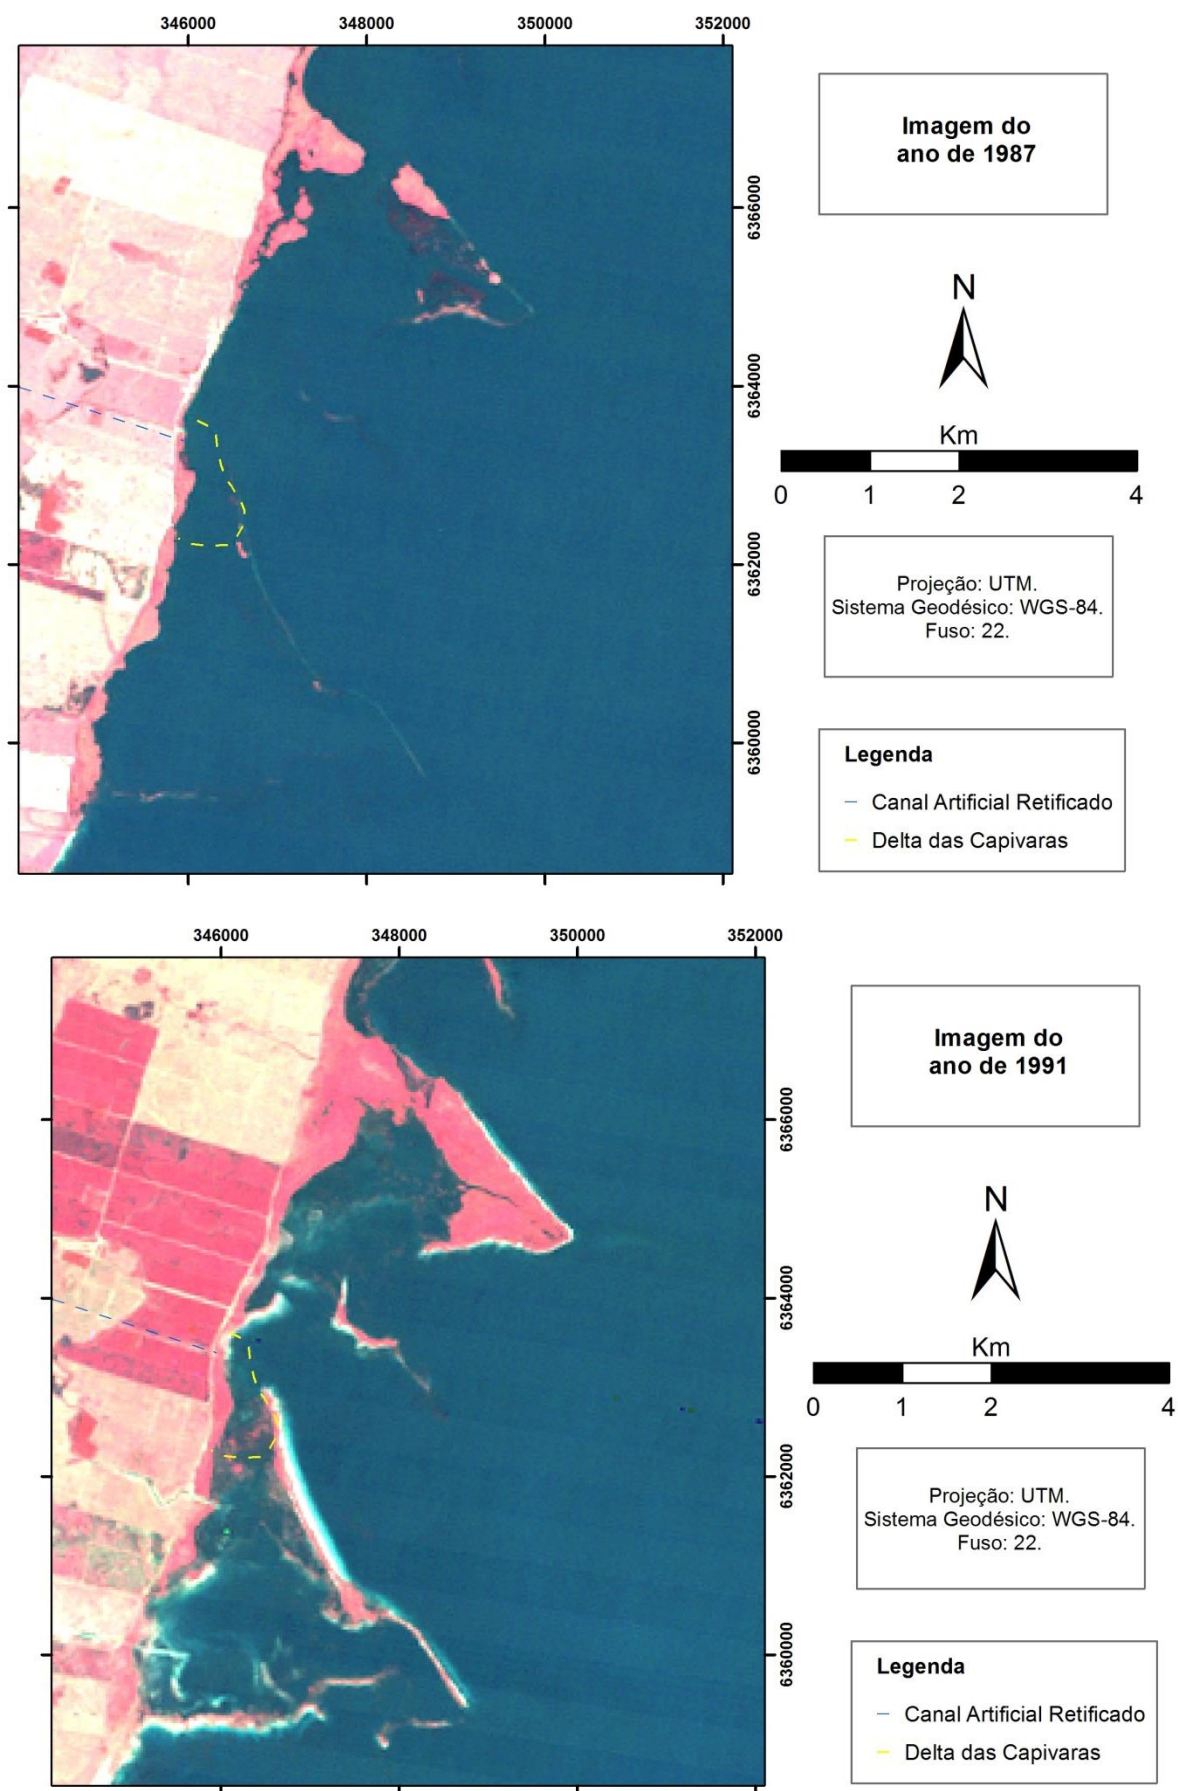 346000 348000 350000 352000
Imagem do
ano de 1987
6366000
N
6364000
Km
0 1 2 4
6362000
Projeção: UTM.
Sistema Geodésico: WGS-84.
Fuso: 22.
6360000
Legenda
Canal Artificial Retificado
Delta das Capivaras
346000 348000 350000 352000
Imagem do
ano de 1991
6366000
N
6364000
Km
0 1 2 4
6362000
Projeção: UTM.
Sistema Geodésico: WGS-84.
Fuso: 22.
6360000
Legenda
Canal Artificial Retificado
Delta das Capivaras